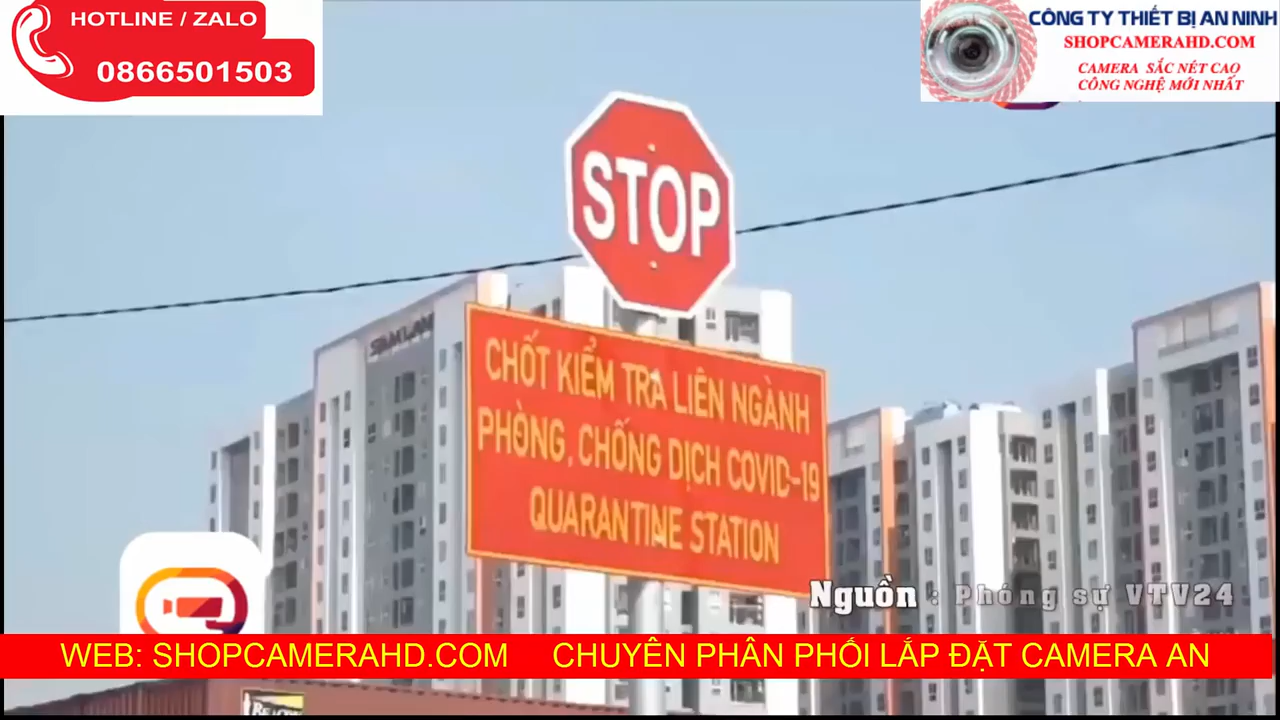 HOTLINE / ZALO
0866501503
CÔNG TY THIẾT BỊ AN NINH
SHOPCAMERAHD.COM
CAMERA SẮC NÉT CAO
CÔNG NGHỆ MỚI NHẤT
STOP
CHỐT KIỂM TRA LIÊN NGÀNH
PHÒNG, CHỐNG DỊCH COVID-19
QUARANTINE STATION
Nguồn : Phóng sự VTV24
WEB: SHOPCAMERAHD.COM CHUYÊN PHÂN PHỐI LẮP ĐẶT CAMERA AN